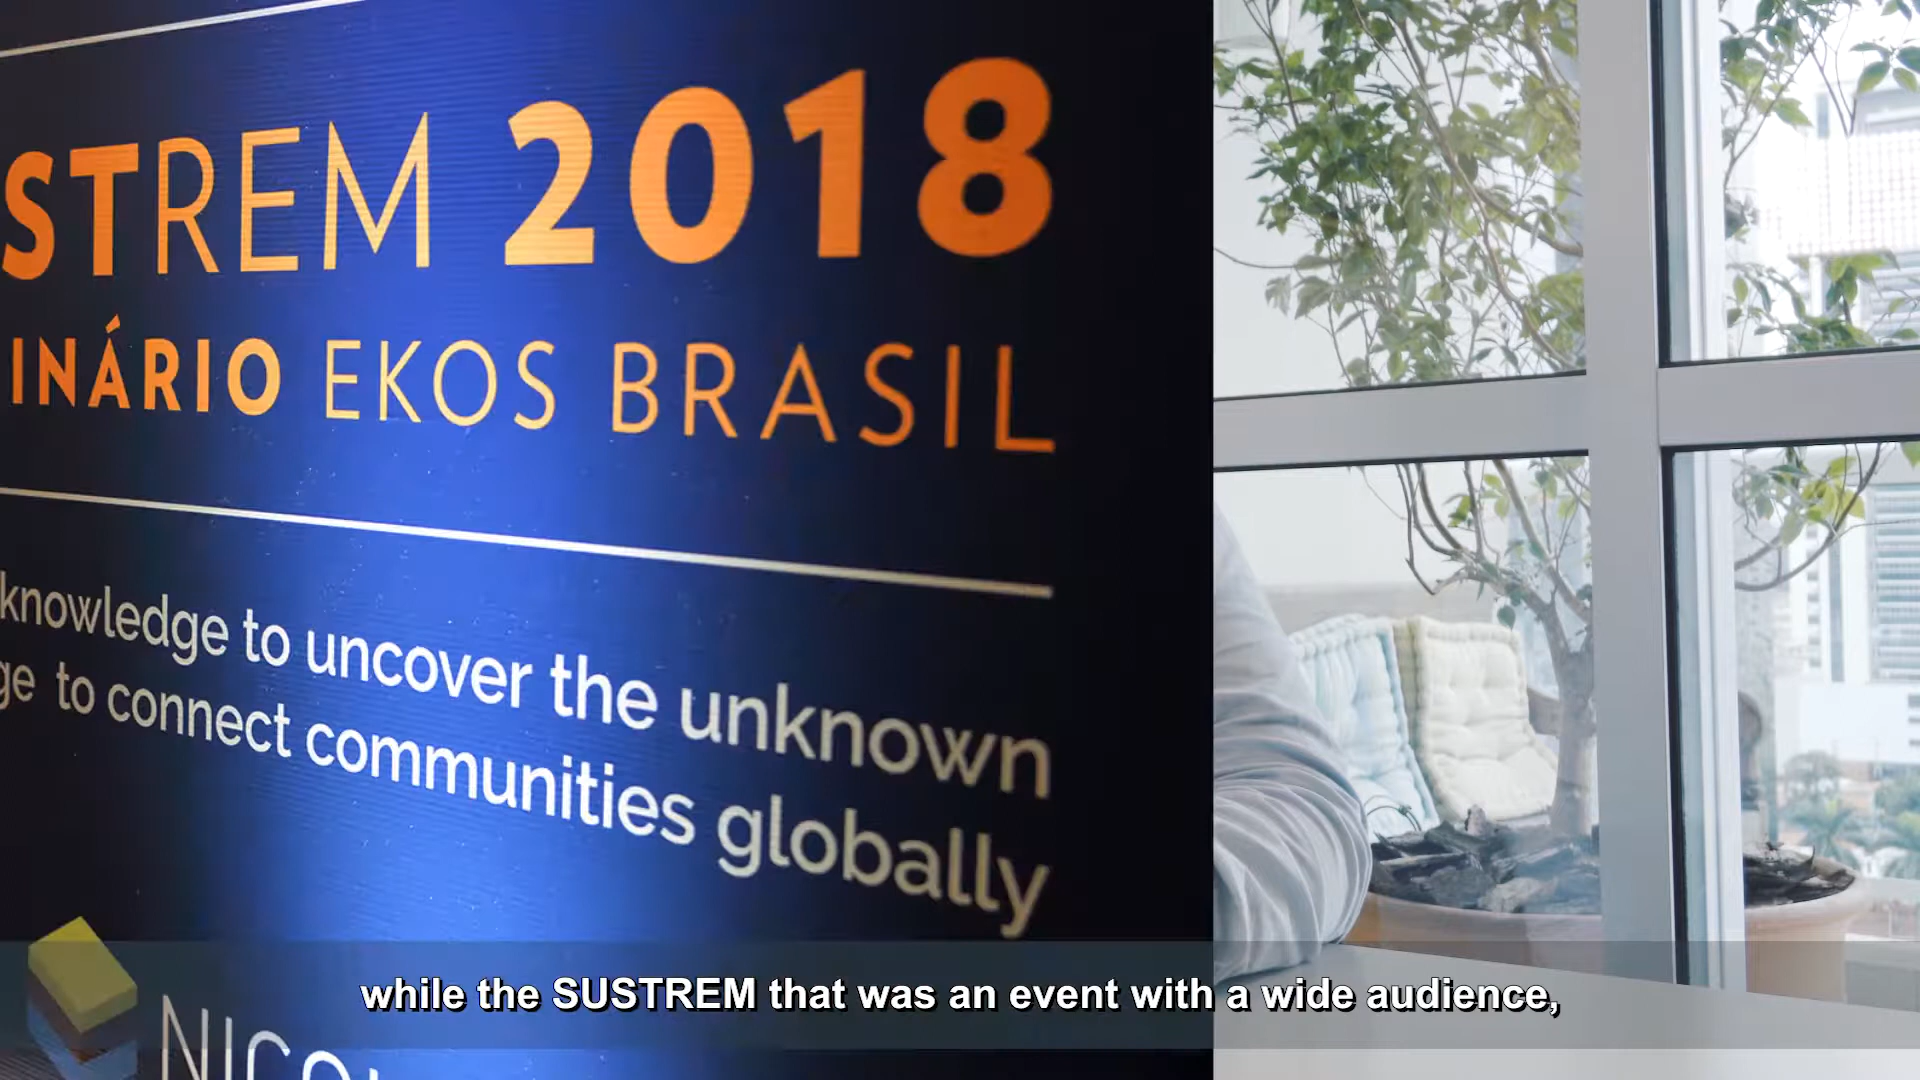 STREM 2018
INÁRIO EKOS BRASIL
knowledge to uncover the unknown
ge to connect communities globally
while the SUSTREM that was an event with a wide audience,